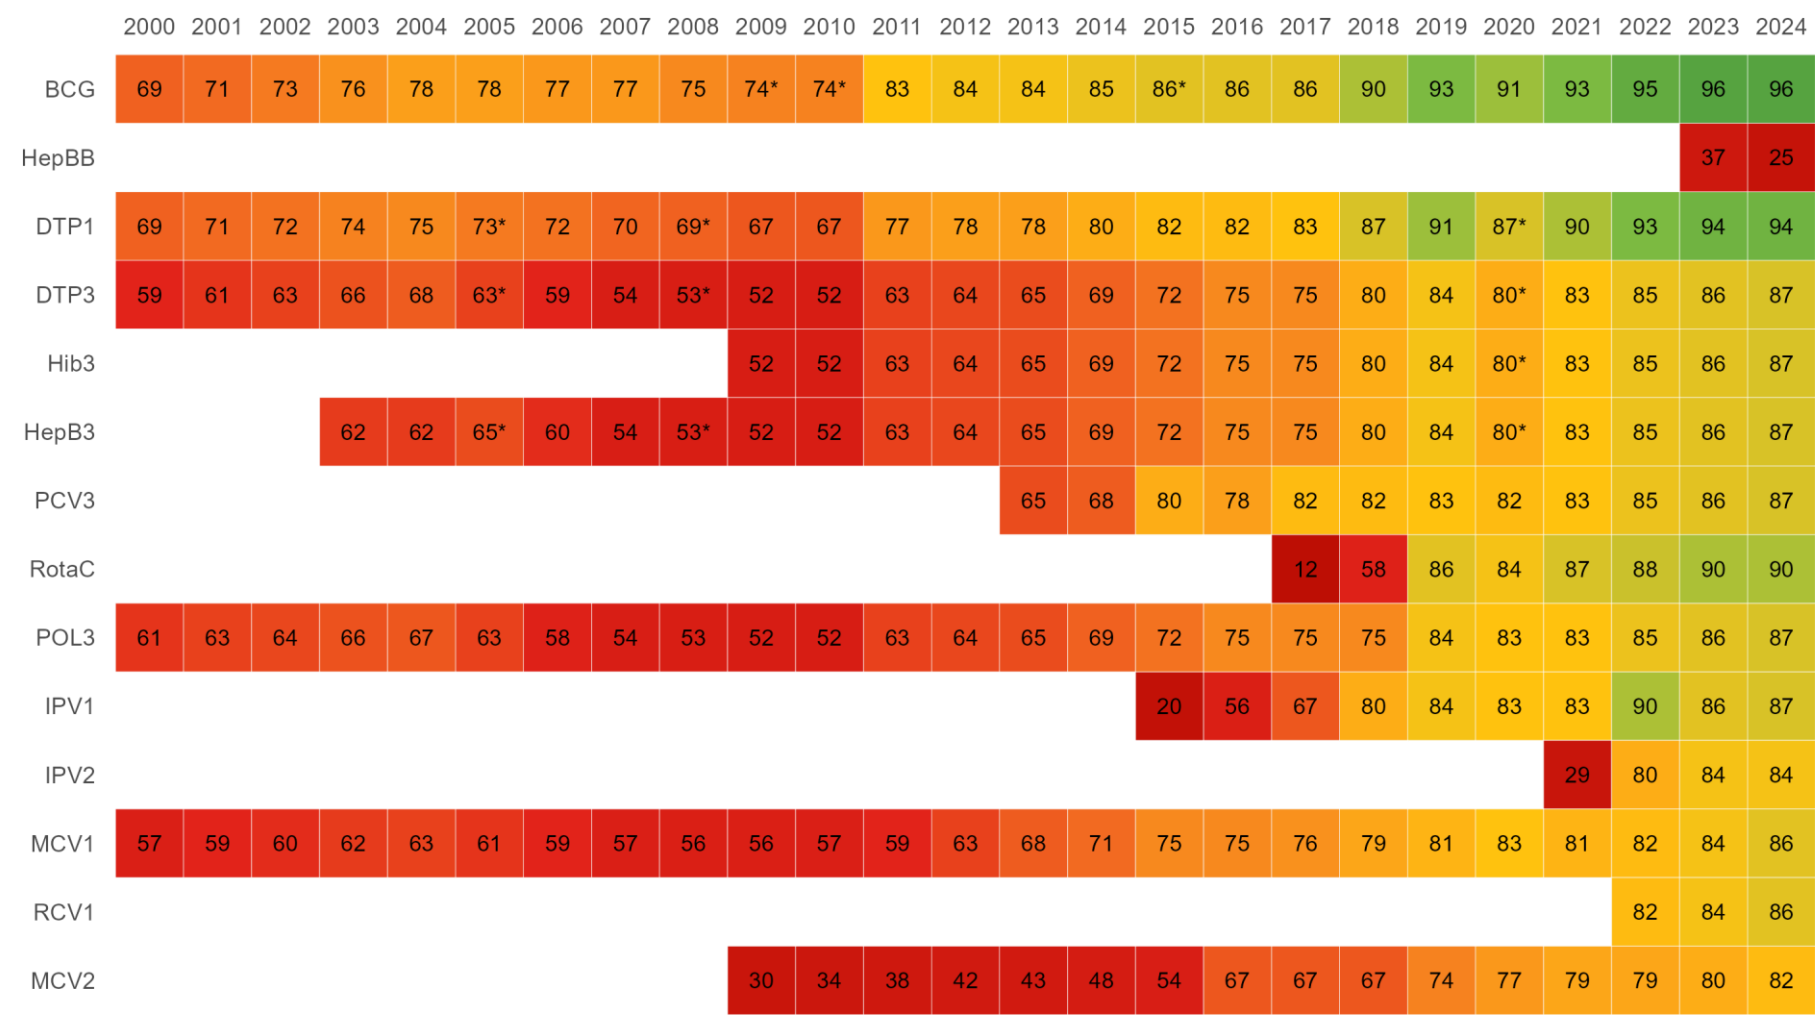 2000 2001 2002 2003 2004 2005 2006 2007 2008 2009 2010 2011 2012 2013 2014 2015 2016 2017 2018 2019 2020 2021 2022 2023 2024
BCG 69 71 73 76 78 78 77 77 75 74* 74* 83 84 84 85 86* 86 86 90 93 91 93 95 96 96
HepBB 37 25
DTP1 69 71 72 74 75 73* 72 70 69* 67 67 77 78 78 80 82 82 83 87 91 87* 90 93 94 94
DTP3 59 61 63 66 68 63* 59 54 53* 52 52 63 64 65 69 72 75 75 80 84 80* 83 85 86 87
Hib3 52 52 63 64 65 69 72 75 75 80 84 80* 83 85 86 87
HepB3 62 62 65* 60 54 53* 52 52 63 64 65 69 72 75 75 80 84 80* 83 85 86 87
PCV3 65 68 80 78 82 82 83 82 83 85 86 87
RotaC 12 58 86 84 87 88 90 90
POL3 61 63 64 66 67 63 58 54 53 52 52 63 64 65 69 72 75 75 75 84 83 83 85 86 87
IPV1 20 56 67 80 84 83 83 90 86 87
IPV2 29 80 84 84
MCV1 57 59 60 62 63 61 59 57 56 56 57 59 63 68 71 75 75 76 79 81 83 81 82 84 86
RCV1 82 84 86
MCV2 30 34 38 42 43 48 54 67 67 67 74 77 79 79 80 82